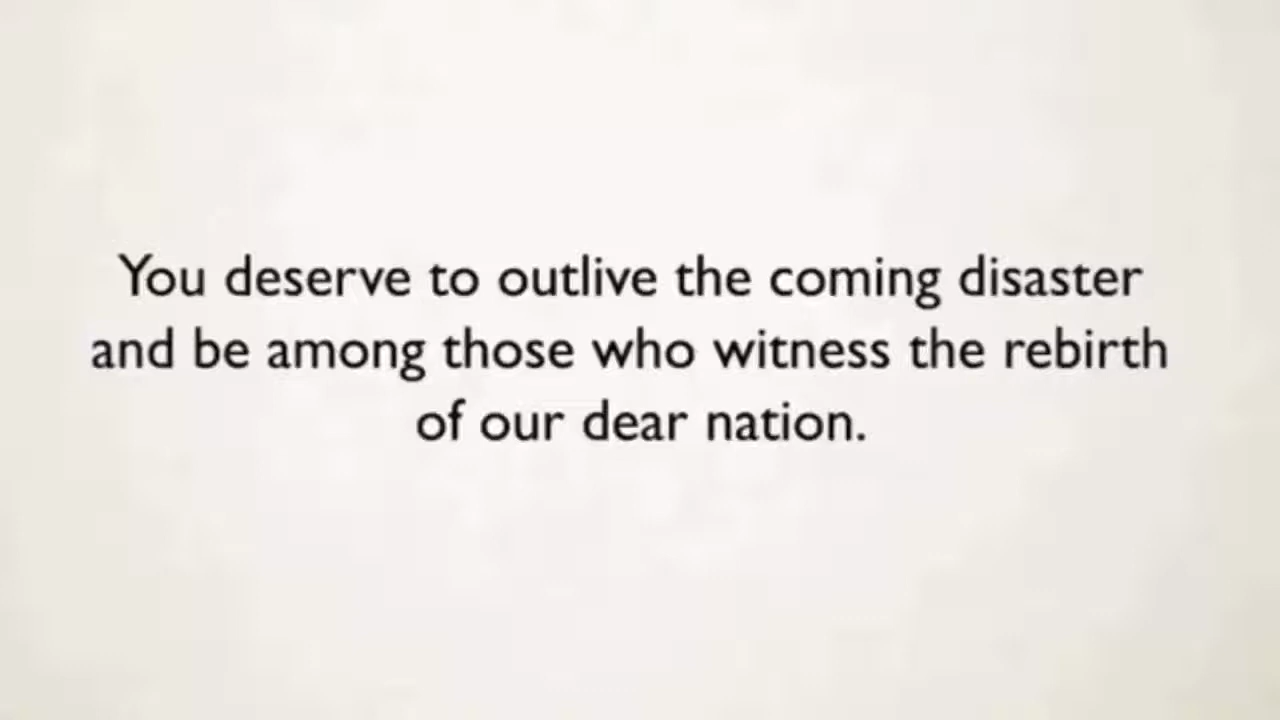 You deserve to outlive the coming disaster
and be among those who witness the rebirth
of our dear nation.